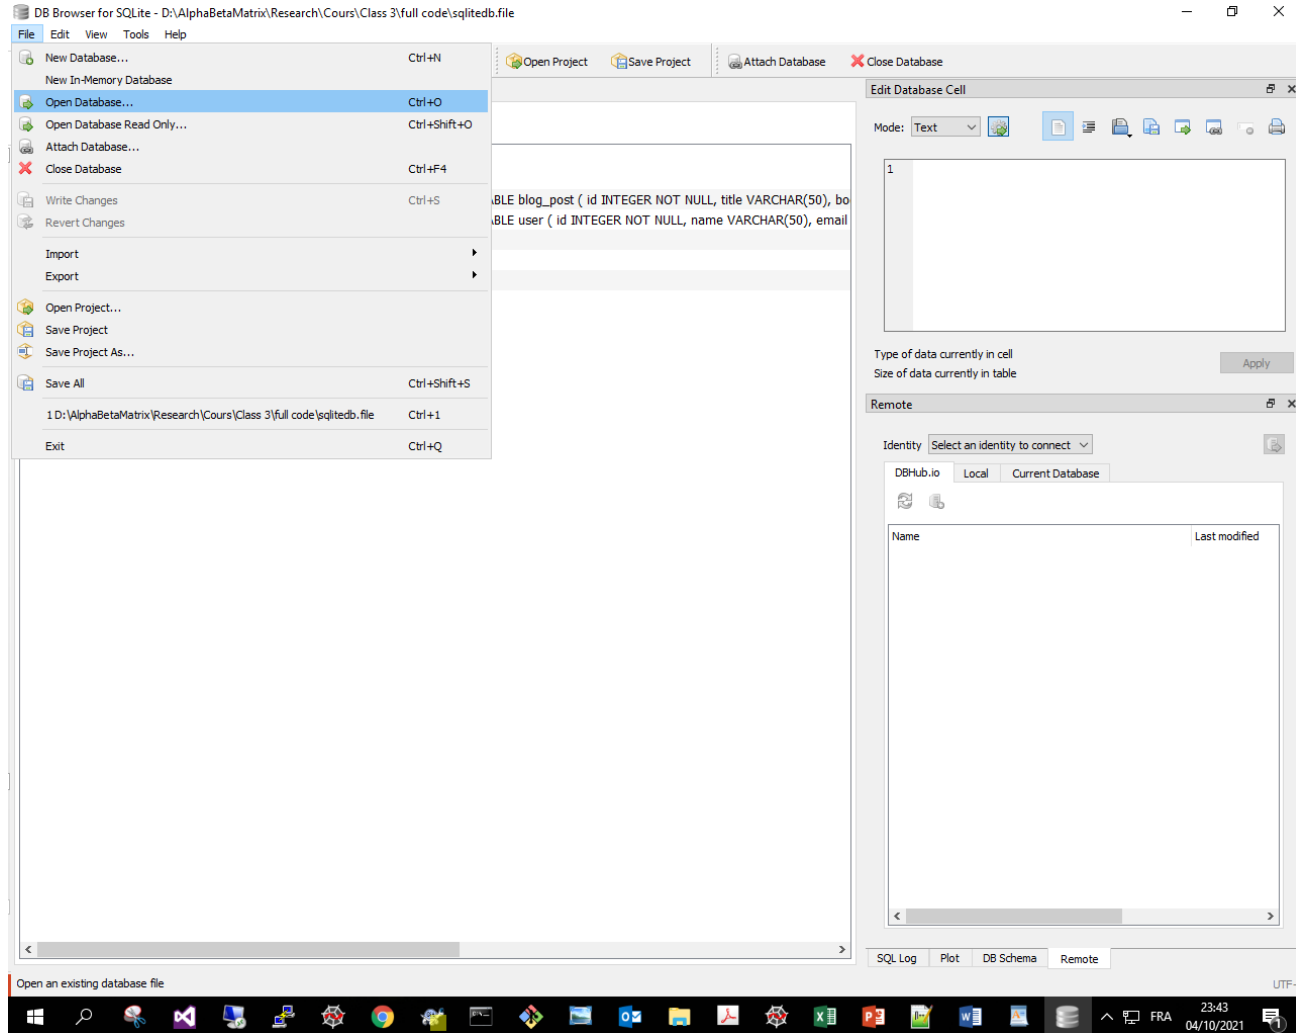 DB Browser for SQLite - D:\AlphaBetaMatrix\Research\Cours\Class 3\full code\sqlitedb.file
File Edit View Tools Help
New Database... Ctrl+N
New In-Memory Database
Open Database... Ctrl+O
Open Database Read Only... Ctrl+Shift+O
Attach Database...
Close Database Ctrl+F4
Write Changes Ctrl+S
Revert Changes
Import
Export
Open Project...
Save Project
Save Project As...
Save All Ctrl+Shift+S
1 D:\AlphaBetaMatrix\Research\Cours\Class 3\full code\sqlitedb.file Ctrl+1
Exit Ctrl+Q
Open Project Save Project Attach Database Close Database
ABLE blog_post ( id INTEGER NOT NULL, title VARCHAR(50), bo
ABLE user ( id INTEGER NOT NULL, name VARCHAR(50), email
Edit Database Cell
Mode: Text
1
Type of data currently in cell
Size of data currently in table
Apply
Remote
Identity Select an identity to connect
DBHub.io Local Current Database
Name Last modified
SQL Log Plot DB Schema Remote
Open an existing database file UTF-
FRA 23:43
04/10/2021